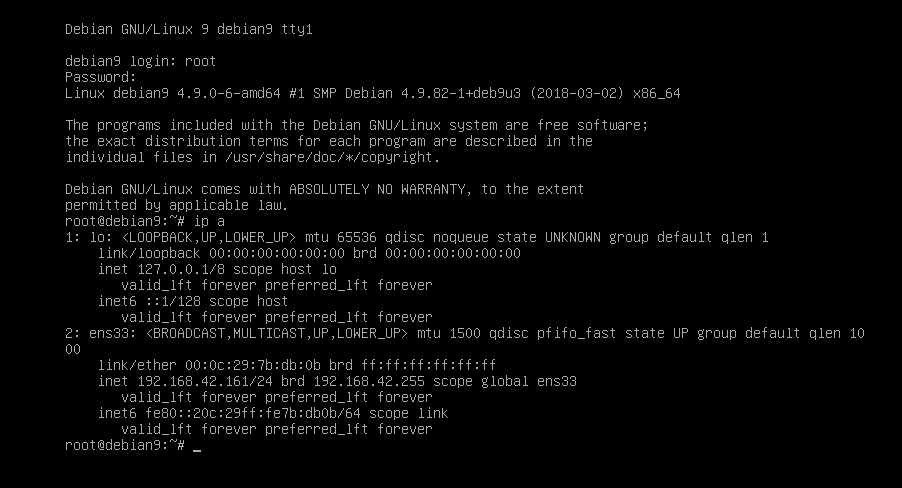 Debian GNU/Linux 9 debian9 tty1
debian9 login: root
Password:
Linux debian9 4.9.0-6-amd64 #1 SMP Debian 4.9.82-1+deb9u3 (2018-03-02) x86_64
The programs included with the Debian GNU/Linux system are free software;
the exact distribution terms for each program are described in the
individual files in /usr/share/doc/*/copyright.
Debian GNU/Linux comes with ABSOLUTELY NO WARRANTY, to the extent
permitted by applicable law.
root@debian9:~# ip a
1: lo: <LOOPBACK,UP,LOWER_UP> mtu 65536 qdisc noqueue state UNKNOWN group default qlen 1
    link/loopback 00:00:00:00:00:00 brd 00:00:00:00:00:00
    inet 127.0.0.1/8 scope host lo
       valid_lft forever preferred_lft forever
    inet6 ::1/128 scope host
       valid_lft forever preferred_lft forever
2: ens33: <BROADCAST,MULTICAST,UP,LOWER_UP> mtu 1500 qdisc pfifo_fast state UP group default qlen 10
00
    link/ether 00:0c:29:7b:db:0b brd ff:ff:ff:ff:ff:ff
    inet 192.168.42.161/24 brd 192.168.42.255 scope global ens33
       valid_lft forever preferred_lft forever
    inet6 fe80::20c:29ff:fe7b:db0b/64 scope link
       valid_lft forever preferred_lft forever
root@debian9:~# _